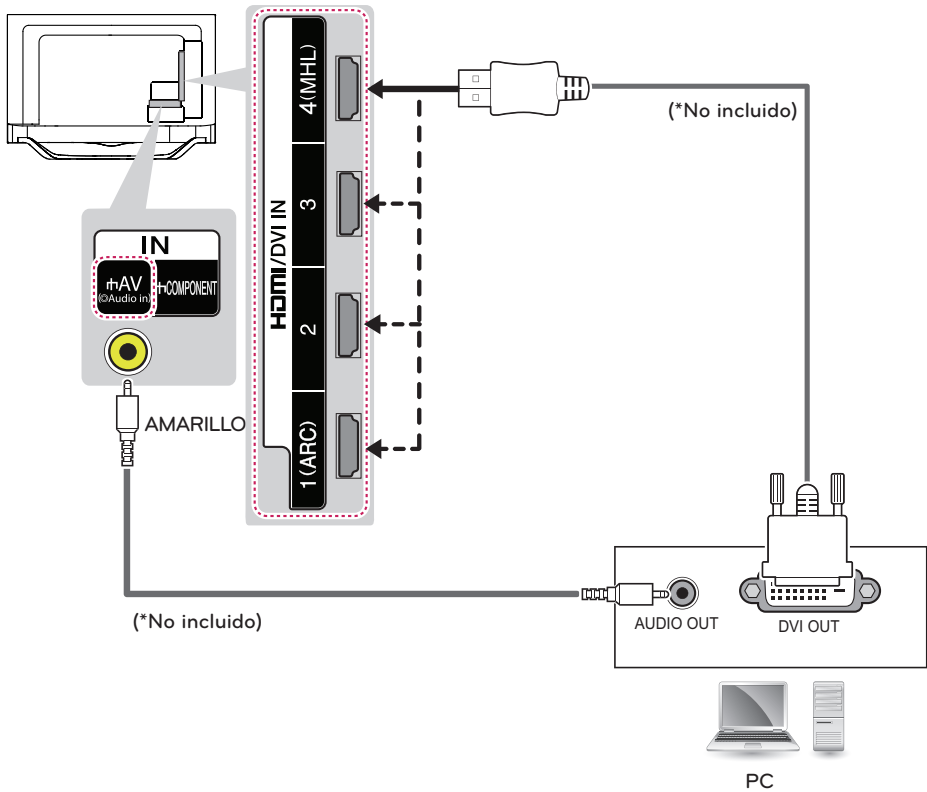 4(MHL)
3
2
1(ARC)
HDMI/DVI IN
(*No incluido)
IN
AV
(Audio in)
COMPONENT
AMARILLO
(*No incluido)
AUDIO OUT
DVI OUT
PC